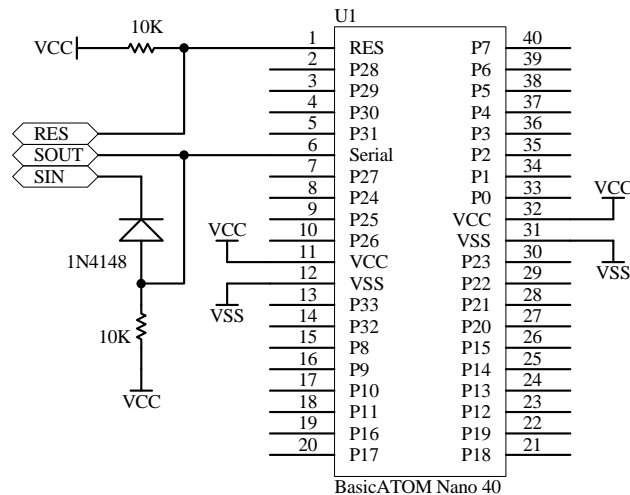 U1
10K
VCC
1 RES P7 40
2 P28 P6 39
3 P29 P5 38
4 P30 P4 37
5 P31 P3 36
RES
6 Serial P2 35
SOUT
7 P27 P1 34
SIN
8 P24 P0 33
9 P25 VCC 32
VCC
10 P26 VSS 31
VCC
11 VCC P23 30
1N4148
12 VSS P22 29
VSS
13 P33 P21 28
VSS
14 P32 P20 27
10K
15 P8 P15 26
16 P9 P14 25
17 P10 P13 24
VCC
18 P11 P12 23
19 P16 P19 22
20 P17 P18 21
BasicATOM Nano 40